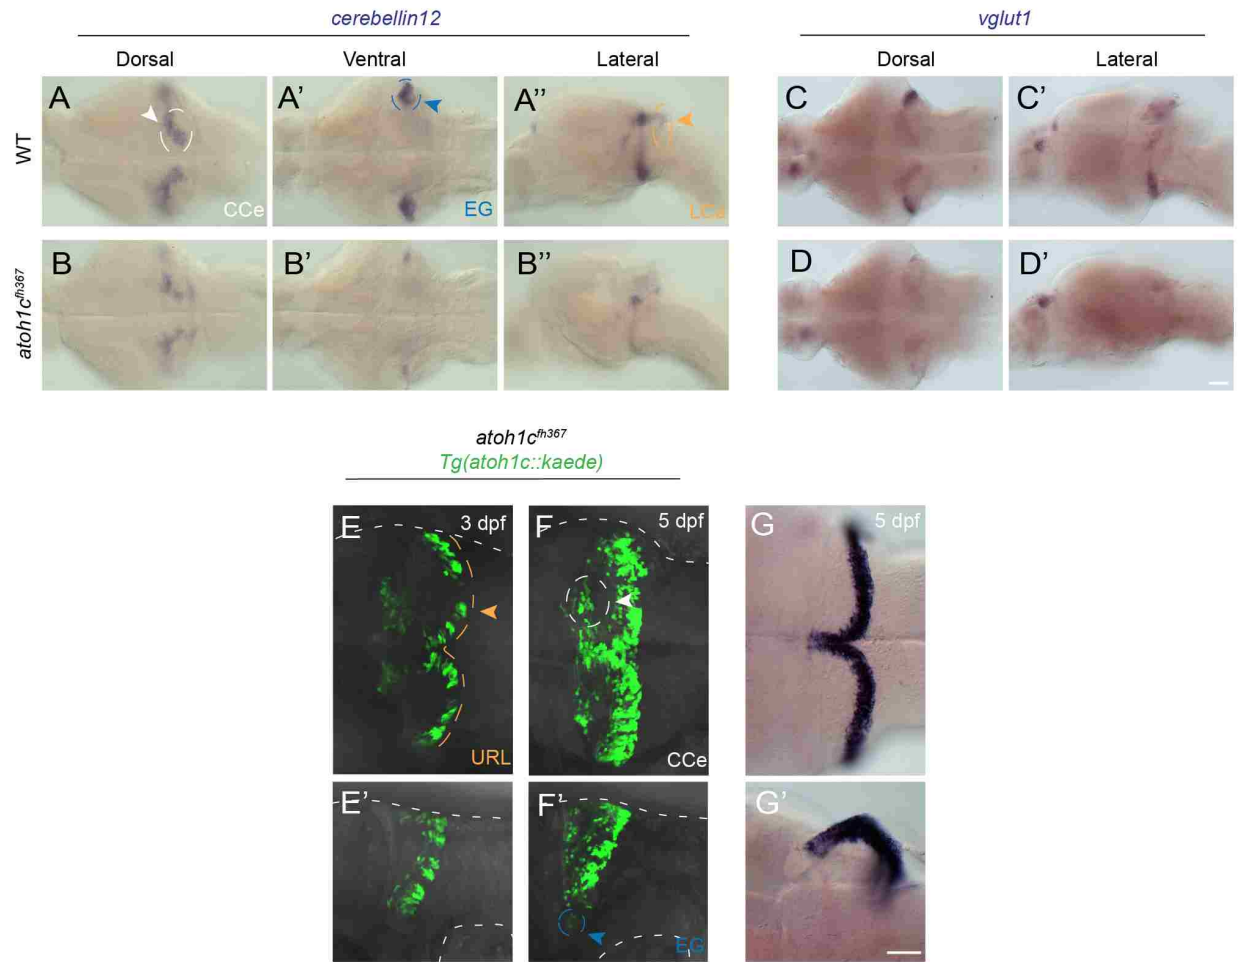 cerebellin12
vglut1
Dorsal
Ventral
Lateral
Dorsal
Lateral
WT
A
CCe
A'
EG
A''
LCa
C
C'
atoh1c^fh367
B
B'
B''
D
D'
atoh1c^fh367
Tg(atoh1c::kaede)
E
3 dpf
URL
F
5 dpf
CCe
G
5 dpf
E'
F'
EG
G'